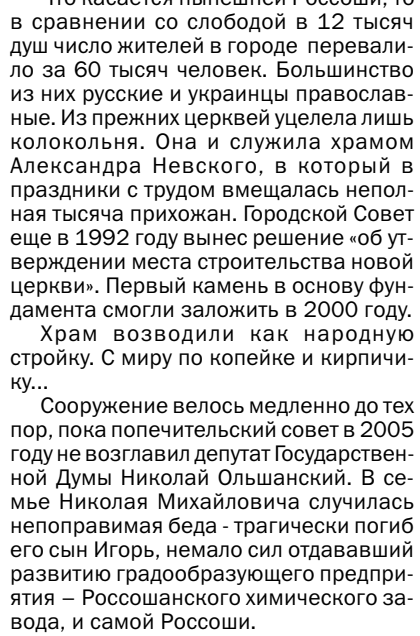 что касается нынешней Россоши, то
в сравнении со слободой в 12 тысяч
душ число жителей в городе перевали-
ло за 60 тысяч человек. Большинство
из них русские и украинцы православ-
ные. Из прежних церквей уцелела лишь
колокольня. Она и служила храмом
Александра Невского, в который в
праздники с трудом вмещалась непол-
ная тысяча прихожан. Городской Совет
еще в 1992 году вынес решение «об ут-
верждении места строительства новой
церкви». Первый камень в основу фун-
дамента смогли заложить в 2000 году.
Храм возводили как народную
стройку. С миру по копейке и кирпичи-
ку...
Сооружение велось медленно до тех
пор, пока попечительский совет в 2005
году не возглавил депутат Государствен-
ной Думы Николай Ольшанский. В се-
мье Николая Михайловича случилась
непоправимая беда - трагически погиб
его сын Игорь, немало сил отдававший
развитию градообразующего предпри-
ятия – Россошанского химического за-
вода, и самой Россоши.